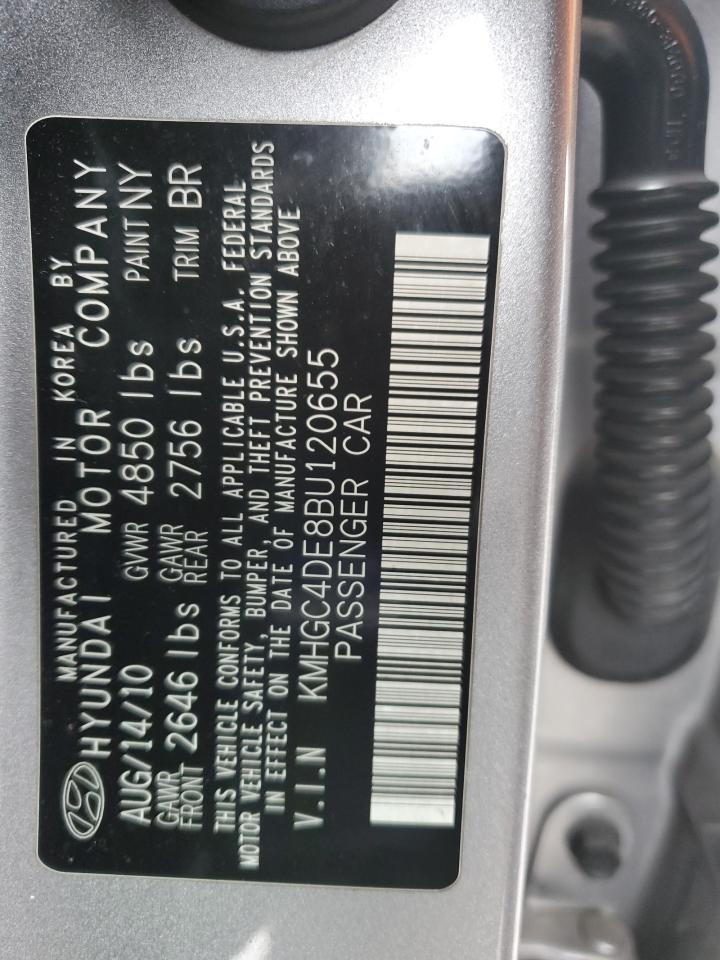 MANUFACTURED IN KOREA BY
HYUNDAI MOTOR COMPANY
AUG/14/10 GVWR 4850 lbs PAINT NY
GAWR FRONT 2646 lbs GAWR REAR 2756 lbs TRIM BR
THIS VEHICLE CONFORMS TO ALL APPLICABLE U.S.A. FEDERAL
MOTOR VEHICLE SAFETY, BUMPER, AND THEFT PREVENTION STANDARDS
IN EFFECT ON THE DATE OF MANUFACTURE SHOWN ABOVE
V.I.N KMHGC4DE8BU120655
PASSENGER CAR